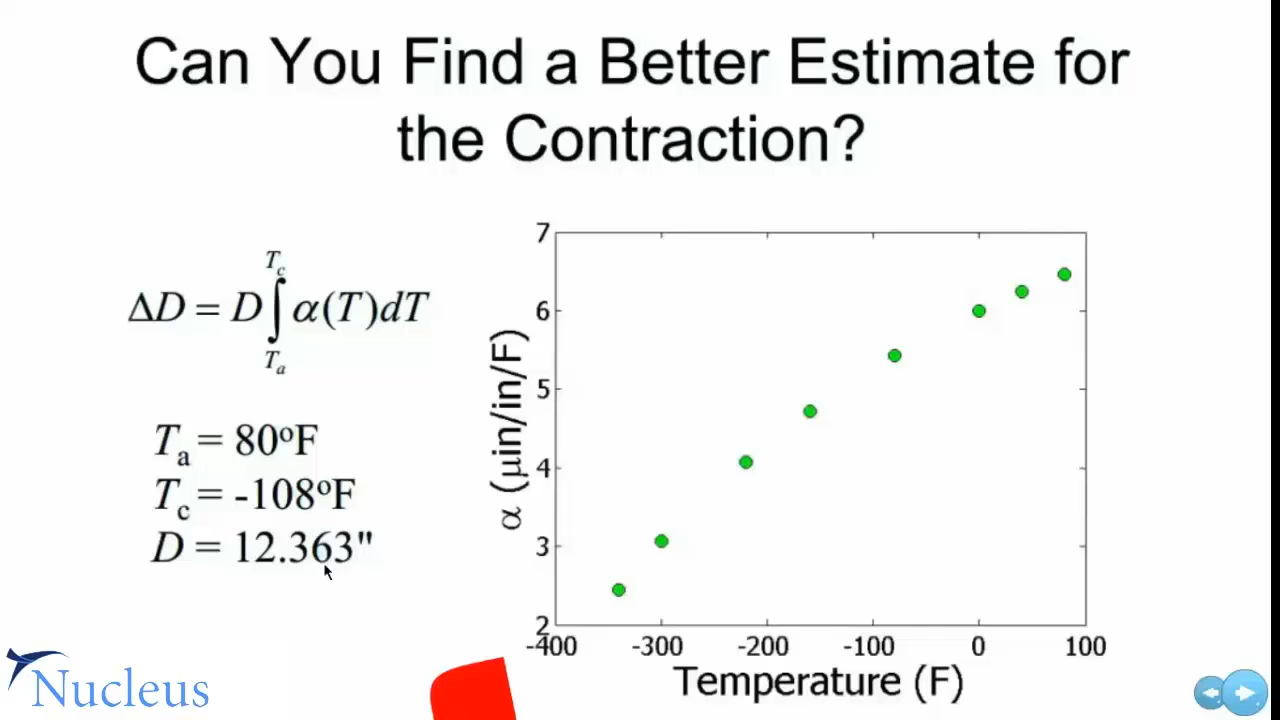 Can You Find a Better Estimate for
the Contraction?
ΔD = D∫α(T)dT
T_c
T_a
T_a = 80°F
T_c = -108°F
D = 12.363"
7
6
5
4
3
2
α (μin/in/F)
-400 -300 -200 -100 0 100
Temperature (F)
Nucleus